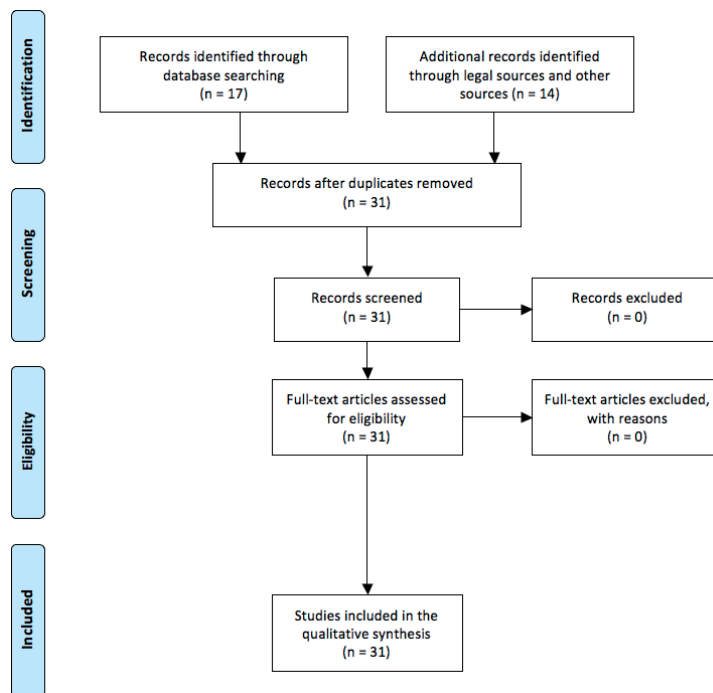 Identification
Records identified through
database searching
(n = 17)
Additional records identified
through legal sources and other
sources (n = 14)
Records after duplicates removed
(n = 31)
Screening
Records screened
(n = 31)
Records excluded
(n = 0)
Eligibility
Full-text articles assessed
for eligibility
(n = 31)
Full-text articles excluded,
with reasons
(n = 0)
Included
Studies included in the
qualitative synthesis
(n = 31)